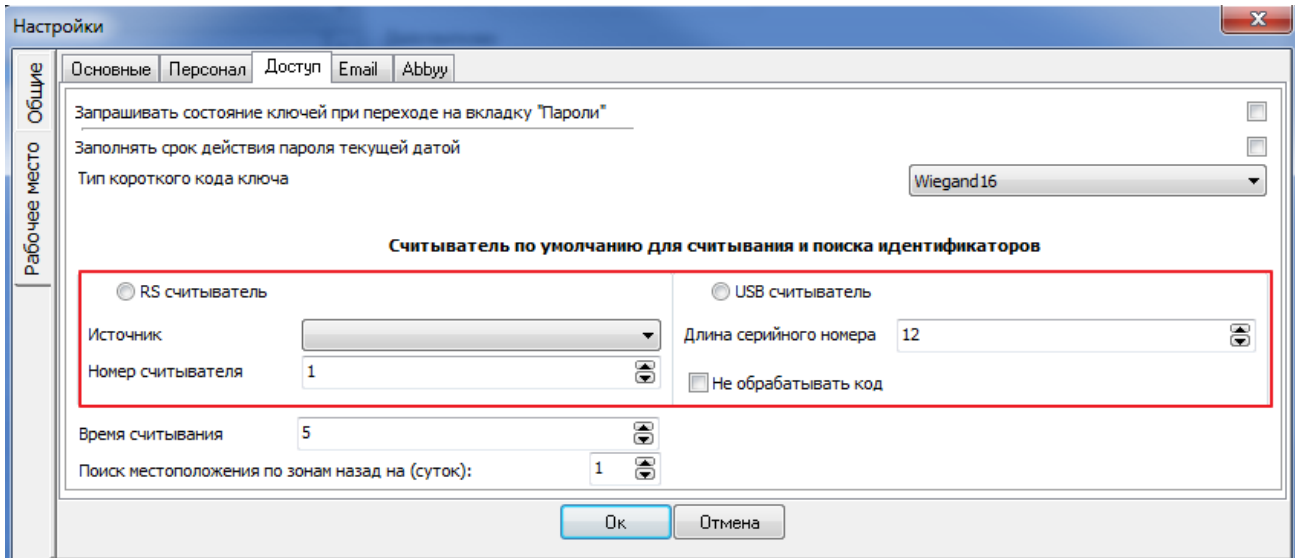 Настройки
Общие
Рабочее место
Основные Персонал Доступ Email Abbyy
Запрашивать состояние ключей при переходе на вкладку "Пароли"
Заполнять срок действия пароля текущей датой
Тип короткого кода ключа Wiegand16
Считыватель по умолчанию для считывания и поиска идентификаторов
RS считыватель USB считыватель
Источник Длина серийного номера 12
Номер считывателя 1
Не обрабатывать код
Время считывания 5
Поиск местоположения по зонам назад на (суток): 1
Ок Отмена